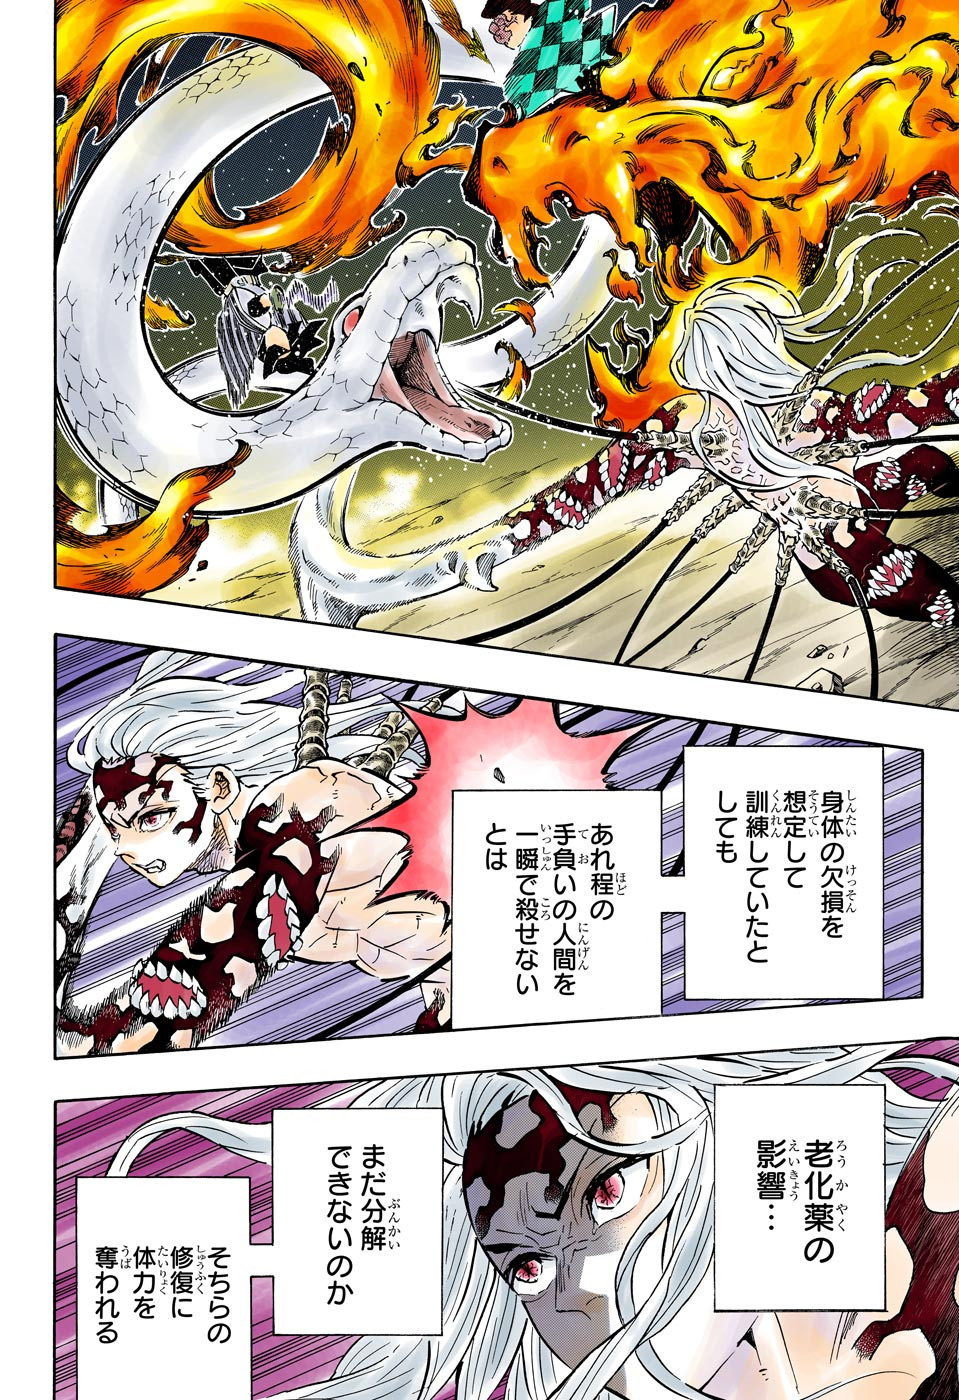 身体の欠損を
想定して
訓練していたと
しても
あれ程の
手負いの人間を
一瞬で殺せない
とは
老化薬の
影響…
まだ分解
できないのか
そちらの
修復に
体力を
奪われる